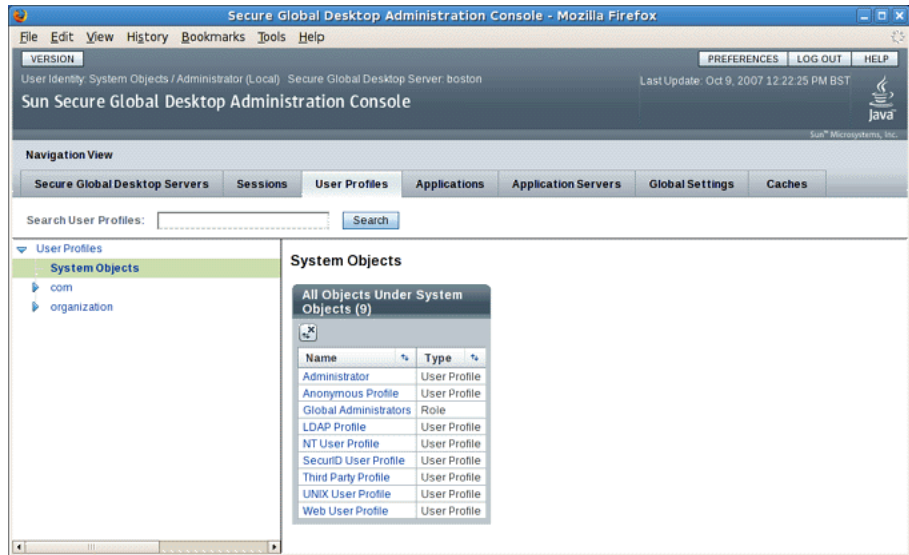 Secure Global Desktop Administration Console - Mozilla Firefox
File Edit View History Bookmarks Tools Help
VERSION PREFERENCES LOG OUT HELP
User Identity: System Objects / Administrator (Local) Secure Global Desktop Server: boston Last Update: Oct 9, 2007 12:22:25 PM BST
Sun Secure Global Desktop Administration Console
Java
Sun™ Microsystems, Inc.
Navigation View
Secure Global Desktop Servers Sessions User Profiles Applications Application Servers Global Settings Caches
Search User Profiles: Search
User Profiles
System Objects
com
organization
System Objects
All Objects Under System
Objects (9)
Name Type
Administrator User Profile
Anonymous Profile User Profile
Global Administrators Role
LDAP Profile User Profile
NT User Profile User Profile
SecurID User Profile User Profile
Third Party Profile User Profile
UNIX User Profile User Profile
Web User Profile User Profile